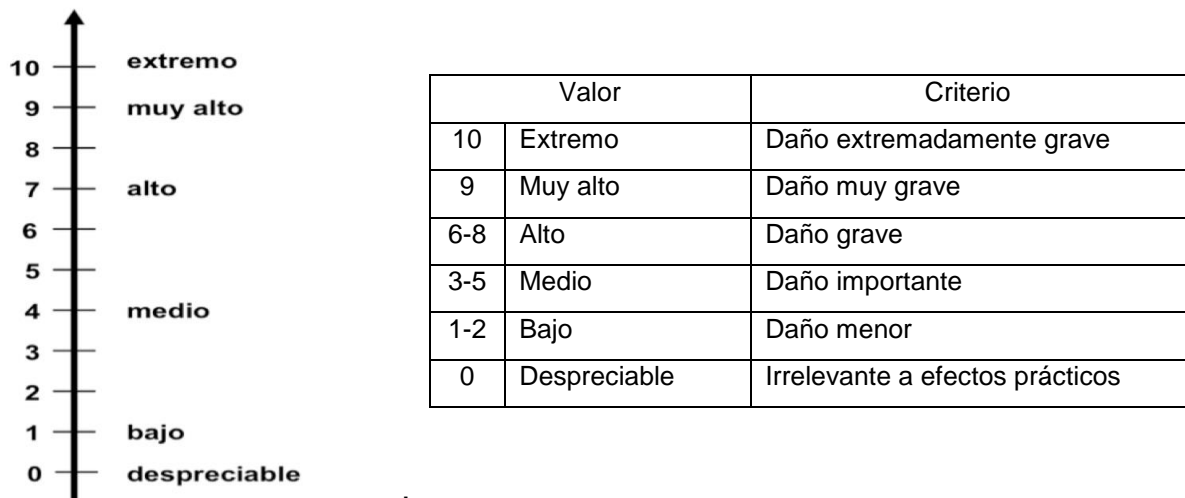 10 extremo
9 muy alto
8
7 alto
6
5
4 medio
3
2
1 bajo
0 despreciable
Valor Criterio
10 Extremo Daño extremadamente grave
9 Muy alto Daño muy grave
6-8 Alto Daño grave
3-5 Medio Daño importante
1-2 Bajo Daño menor
0 Despreciable Irrelevante a efectos prácticos